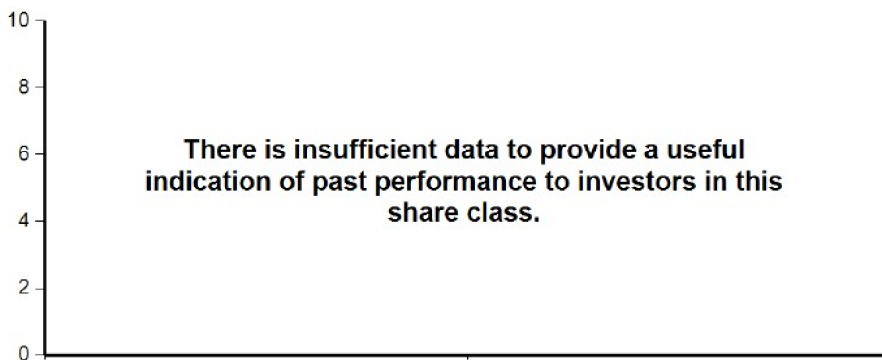 10
8
There is insufficient data to provide a useful
6
indication of past performance to investors in this
share class.
4
2
0